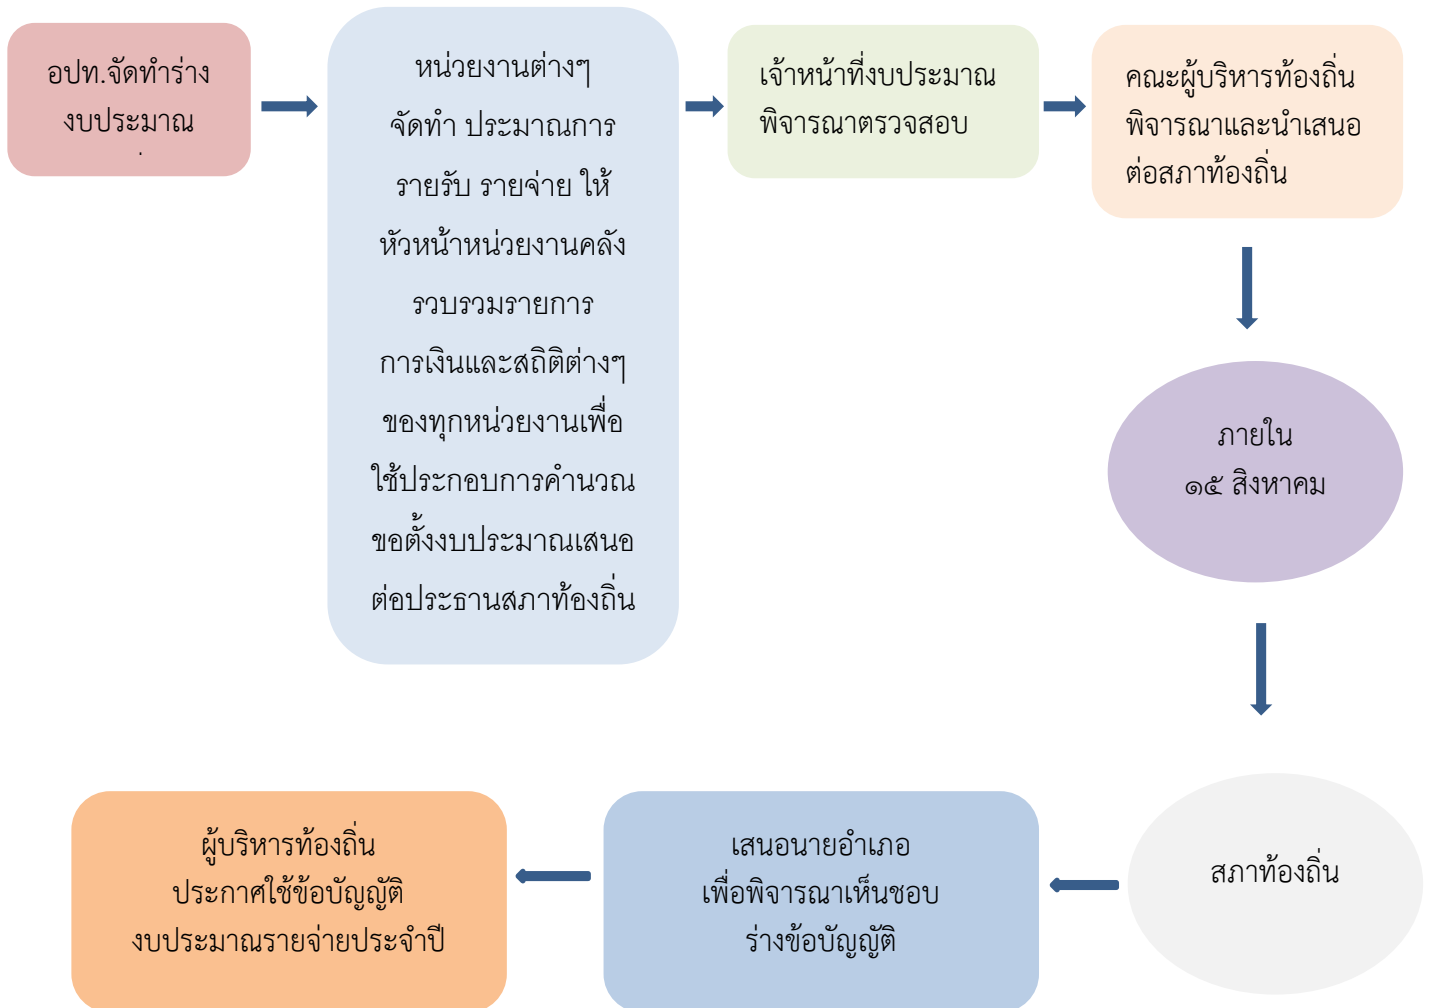 อปท.จัดทำร่าง
งบประมาณ
หน่วยงานต่างๆ
จัดทำ ประมาณการ
รายรับ รายจ่าย ให้
หัวหน้าหน่วยงานคลัง
รวบรวมรายการ
การเงินและสถิติต่างๆ
ของทุกหน่วยงานเพื่อ
ใช้ประกอบการคำนวณ
ขอตั้งงบประมาณเสนอ
ต่อประธานสภาท้องถิ่น
เจ้าหน้าที่งบประมาณ
พิจารณาตรวจสอบ
คณะผู้บริหารท้องถิ่น
พิจารณาและนำเสนอ
ต่อสภาท้องถิ่น
ภายใน
๑๕ สิงหาคม
สภาท้องถิ่น
เสนอนายอำเภอ
เพื่อพิจารณาเห็นชอบ
ร่างข้อบัญญัติ
ผู้บริหารท้องถิ่น
ประกาศใช้ข้อบัญญัติ
งบประมาณรายจ่ายประจำปี